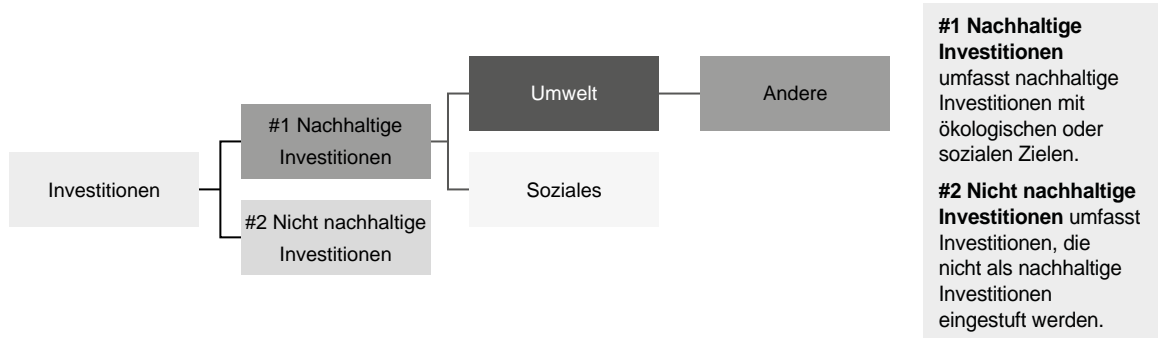 Investitionen
#1 Nachhaltige
Investitionen
#2 Nicht nachhaltige
Investitionen
Umwelt
Soziales
Andere
#1 Nachhaltige
Investitionen
umfasst nachhaltige
Investitionen mit
ökologischen oder
sozialen Zielen.
#2 Nicht nachhaltige
Investitionen umfasst
Investitionen, die
nicht als nachhaltige
Investitionen
eingestuft werden.